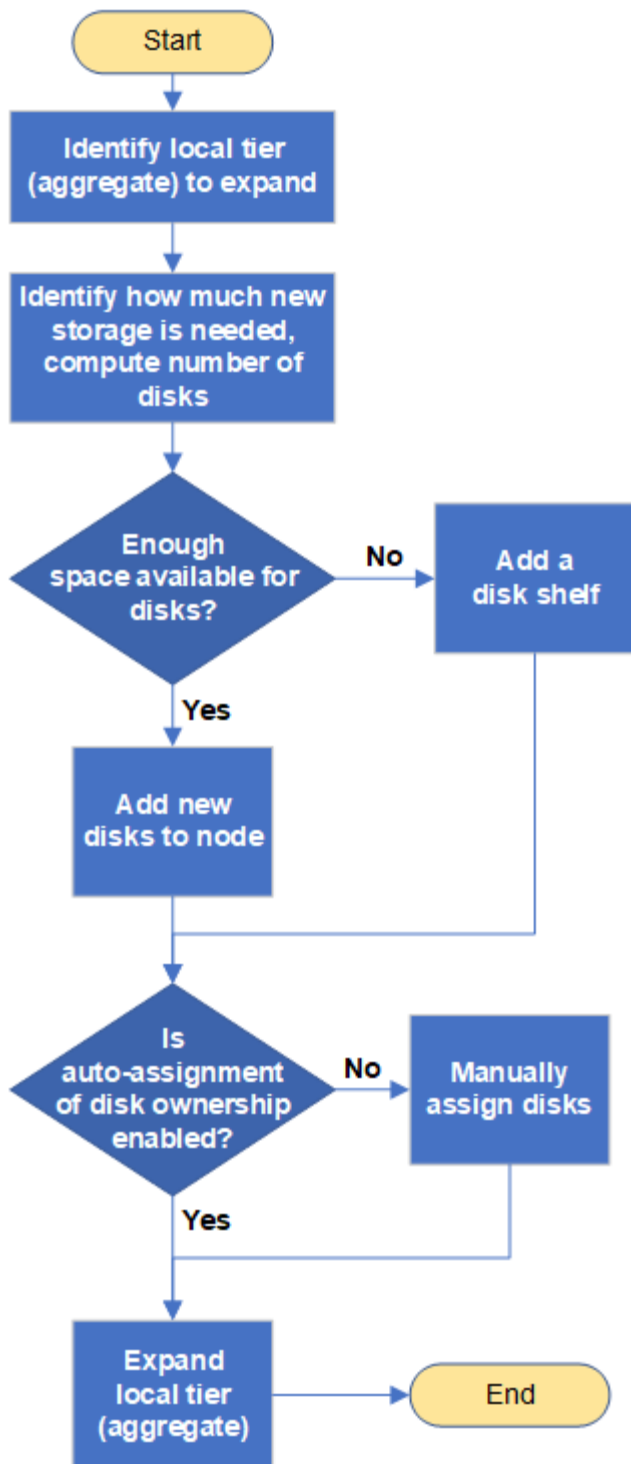 Start
Identify local tier
(aggregate) to expand
Identify how much new
storage is needed,
compute number of
disks
Enough
space available for
disks?
No
Add a
disk shelf
Yes
Add new
disks to node
Is
auto-assignment
of disk ownership
enabled?
No
Manually
assign disks
Yes
Expand
local tier
(aggregate)
End